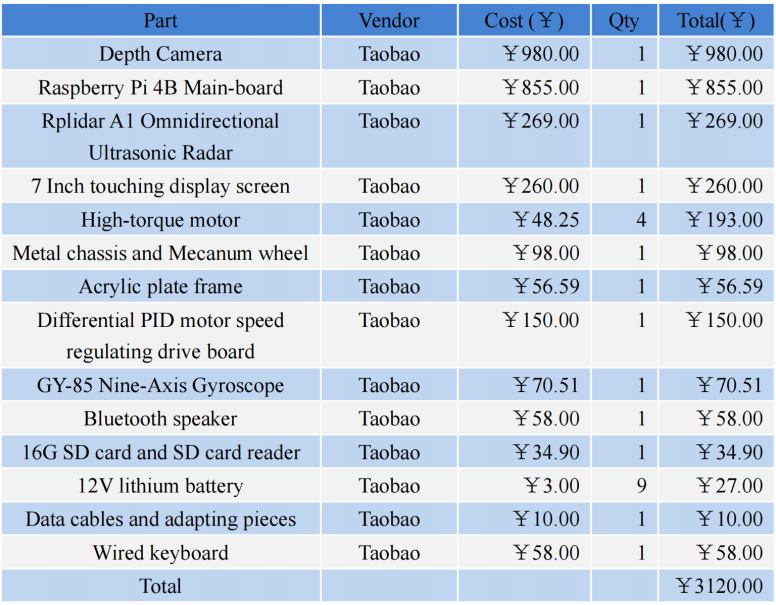 Part Vendor Cost (￥) Qty Total(￥)
Depth Camera Taobao ￥980.00 1 ￥980.00
Raspberry Pi 4B Main-board Taobao ￥855.00 1 ￥855.00
Rplidar A1 Omnidirectional Taobao ￥269.00 1 ￥269.00
Ultrasonic Radar
7 Inch touching display screen Taobao ￥260.00 1 ￥260.00
High-torque motor Taobao ￥48.25 4 ￥193.00
Metal chassis and Mecanum wheel Taobao ￥98.00 1 ￥98.00
Acrylic plate frame Taobao ￥56.59 1 ￥56.59
Differential PID motor speed Taobao ￥150.00 1 ￥150.00
regulating drive board
GY-85 Nine-Axis Gyroscope Taobao ￥70.51 1 ￥70.51
Bluetooth speaker Taobao ￥58.00 1 ￥58.00
16G SD card and SD card reader Taobao ￥34.90 1 ￥34.90
12V lithium battery Taobao ￥3.00 9 ￥27.00
Data cables and adapting pieces Taobao ￥10.00 1 ￥10.00
Wired keyboard Taobao ￥58.00 1 ￥58.00
Total ￥3120.00